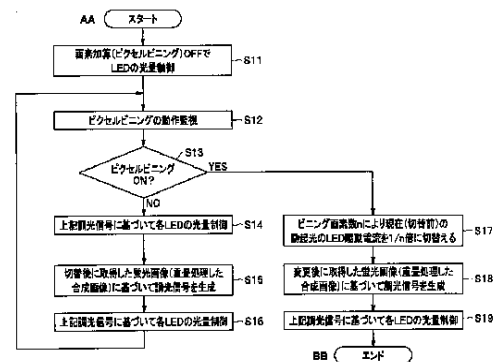 AA
スタート
画素加算(ピクセルビニング)OFFで
LEDの光量制御
S11
ピクセルビニングの動作監視
S12
S13
ピクセルビニング
ON?
YES
NO
上記調光信号に基づいて各LEDの光量制御
S14
切替後に取得した蛍光画像(重畳処理した
合成画像)に基づいて調光信号を生成
S15
上記調光信号に基づいて各LEDの光量制御
S16
ビニング画素数nにより現在(切替前)の
励起光のLED駆動電流を1/n倍に切替える
S17
変更後に取得した蛍光画像(重畳処理した
合成画像)に基づいて調光信号を生成
S18
上記調光信号に基づいて各LEDの光量制御
S19
BB
エンド